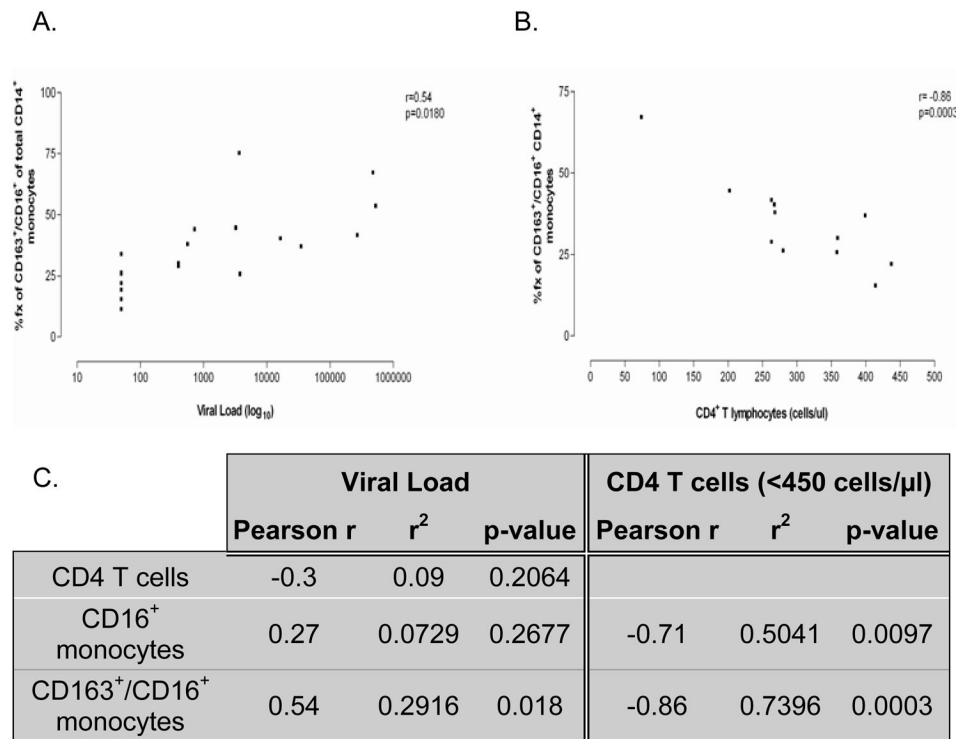 A.
%fx of CD163⁺/CD16⁺ of total CD14⁺
monocytes
100
75
50
25
0
r=0.54
p=0.0180
10 100 1000 10000 100000 1000000
Viral Load (log₁₀)
B.
%fx of CD163⁺/CD16⁺ CD14⁺
monocytes
75
50
25
0
r= -0.86
p=0.0003
0 50 100 150 200 250 300 350 400 450 500
CD4⁺ T lymphocytes (cells/ul)
C.
Viral Load CD4 T cells (<450 cells/µl)
Pearson r r² p-value Pearson r r² p-value
CD4 T cells -0.3 0.09 0.2064
CD16⁺
monocytes 0.27 0.0729 0.2677 -0.71 0.5041 0.0097
CD163⁺/CD16⁺
monocytes 0.54 0.2916 0.018 -0.86 0.7396 0.0003